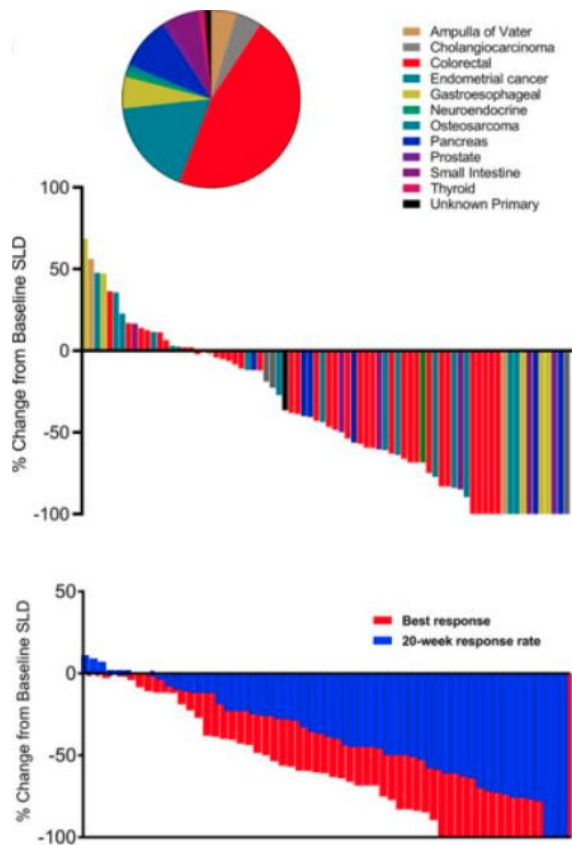 Ampulla of Vater
Cholangiocarcinoma
Colorectal
Endometrial cancer
Gastroesophageal
Neuroendocrine
Osteosarcoma
Pancreas
Prostate
Small Intestine
Thyroid
Unknown Primary
% Change from Baseline SLD
100
50
0
-50
-100
% Change from Baseline SLD
50
0
-50
-100
Best response
20-week response rate